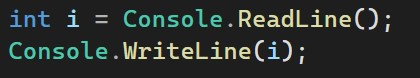 int i = Console.ReadLine();
Console.WriteLine(i);